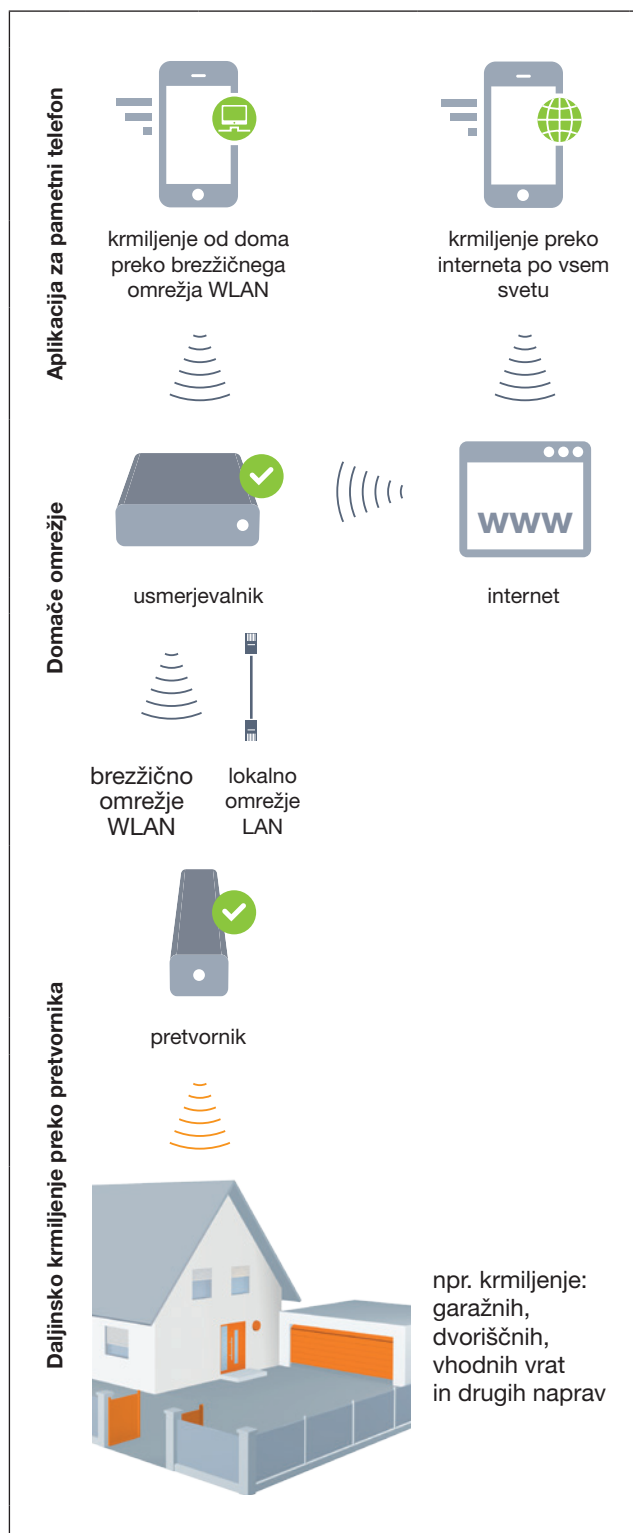 Aplikacija za pametni telefon
krmiljenje od doma
preko brezžičnega
omrežja WLAN
krmiljenje preko
interneta po vsem
svetu
Domače omrežje
www
usmerjevalnik
internet
brezžično
omrežje
WLAN
lokalno
omrežje
LAN
Daljinsko krmiljenje preko pretvornika
pretvornik
npr. krmiljenje:
garažnih,
dvoriščnih,
vhodnih vrat
in drugih naprav